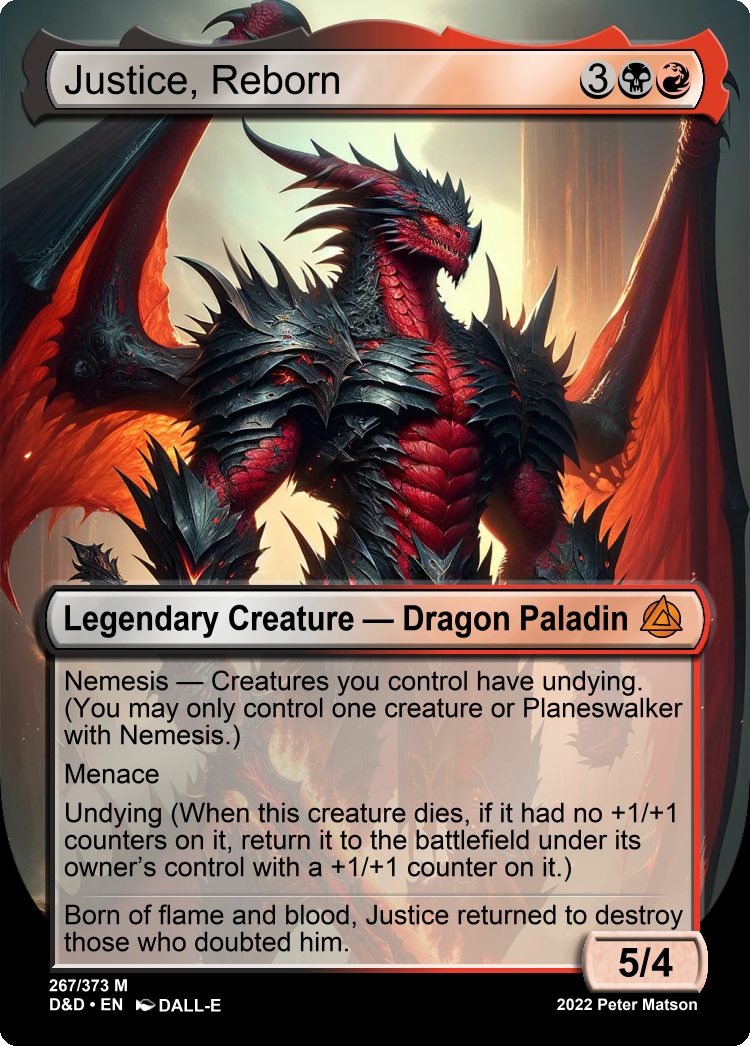 Justice, Reborn 3
Legendary Creature — Dragon Paladin
Nemesis — Creatures you control have undying.
(You may only control one creature or Planeswalker
with Nemesis.)
Menace
Undying (When this creature dies, if it had no +1/+1
counters on it, return it to the battlefield under its
owner's control with a +1/+1 counter on it.)
Born of flame and blood, Justice returned to destroy
those who doubted him.
5/4
267/373 M
D&D • EN DALL-E
2022 Peter Matson